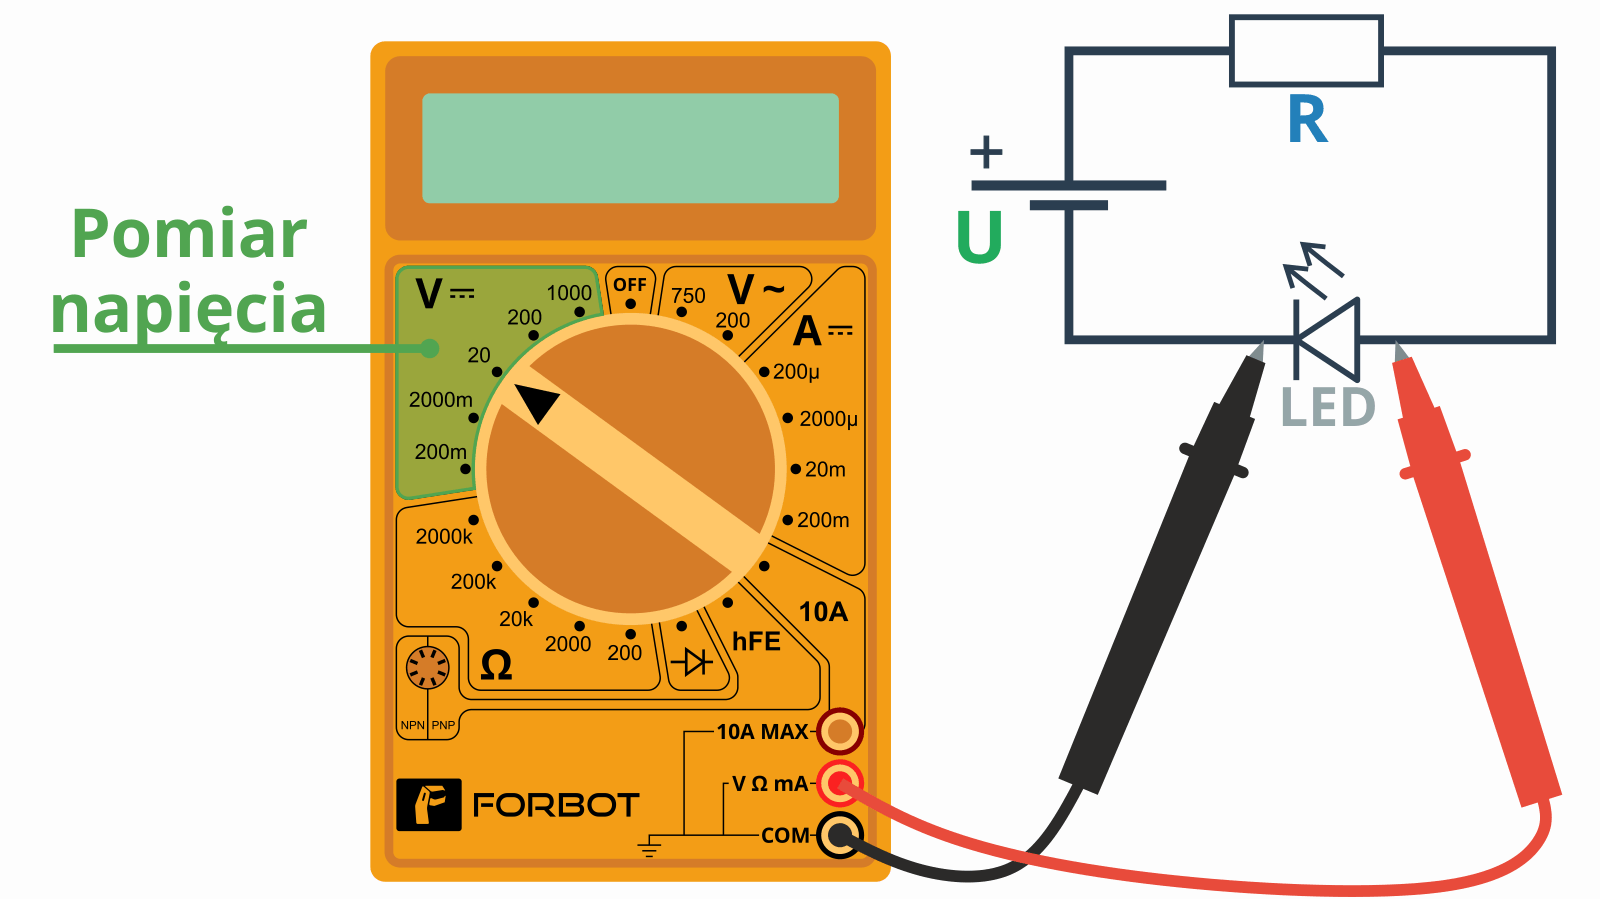 Pomiar
napięcia
V
1000
200
20
2000m
200m
OFF
750
V ~
200
A
200µ
2000µ
20m
200m
10A
hFE
2000k
200k
20k
2000
200
Ω
NPN PNP
10A MAX
V Ω mA
COM
FORBOT
+
U
R
LED